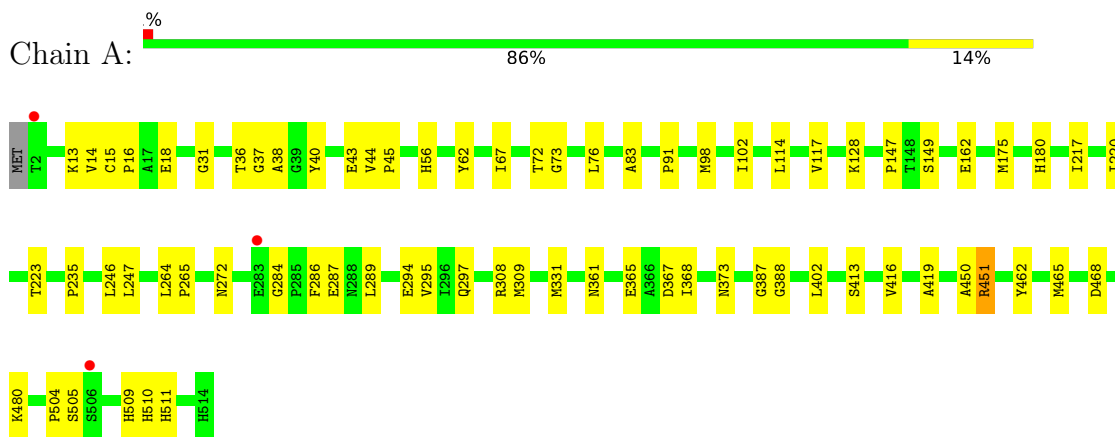 .%
Chain A:
86% 14%
MET T2 K13 V14 C15 P16 A17 E18 G31 T36 G37 A38 G39 Y40 E43 V44 P45 H56 Y62 I67 T72 G73 L76 A83 P91 M98 I102 L114 V117 K128 P147 T148 S149 E162 M175 H180 I217
T223 P235 L246 L247 L264 P265 N272 E283 G284 P285 F286 E287 N288 L289 E294 V295 I296 Q297 R308 M309 M331 N361 E365 A366 D367 I368 N373 G387 G388 L402 S413 V416 A419 A450 R451 Y462 M465 D468
K480 P504 S505 S506 H509 H510 H511 H514